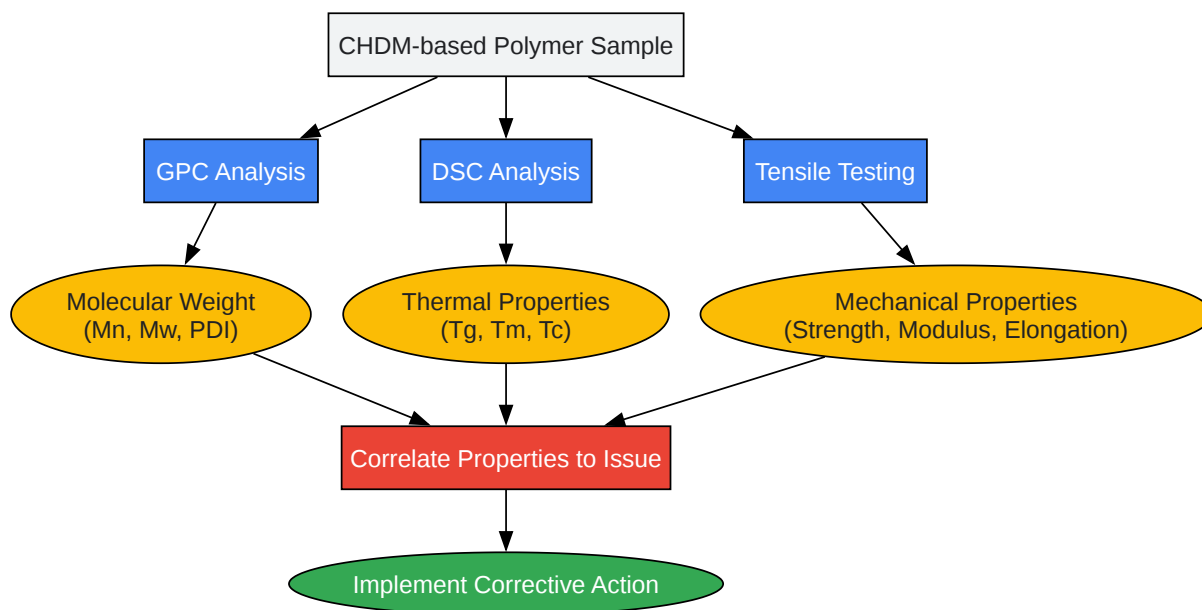 CHDM-based Polymer Sample
GPC Analysis
DSC Analysis
Tensile Testing
Molecular Weight
(Mn, Mw, PDI)
Thermal Properties
(Tg, Tm, Tc)
Mechanical Properties
(Strength, Modulus, Elongation)
Correlate Properties to Issue
Implement Corrective Action